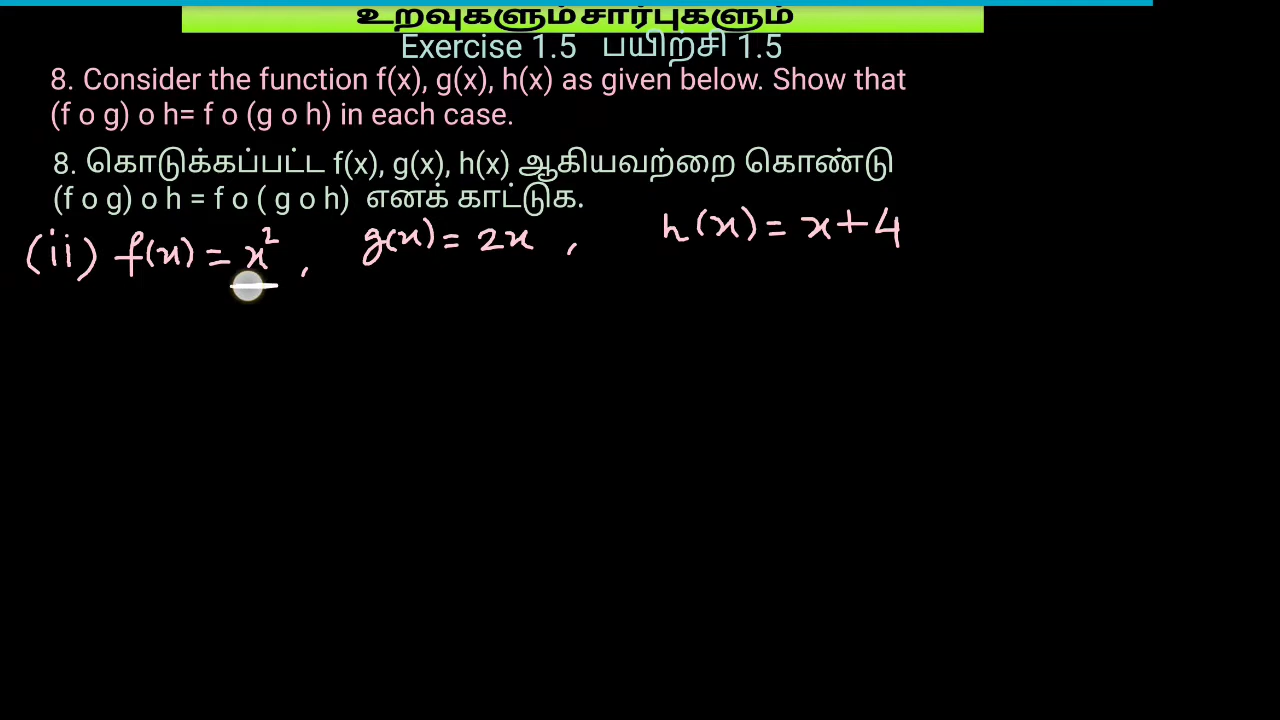 உறவுகளும் சார்புகளும்
Exercise 1.5 பயிற்சி 1.5
8. Consider the function f(x), g(x), h(x) as given below. Show that
(f o g) o h= f o (g o h) in each case.
8. கொடுக்கப்பட்ட f(x), g(x), h(x) ஆகியவற்றை கொண்டு
(f o g) o h = f o ( g o h) எனக் காட்டுக.
(ii) f(x) = x², g(x) = 2x , h(x) = x+4